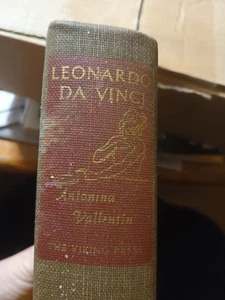 LEONARDO
DA VINCI
Antonina
Vallentin
THE VIKING PRESS